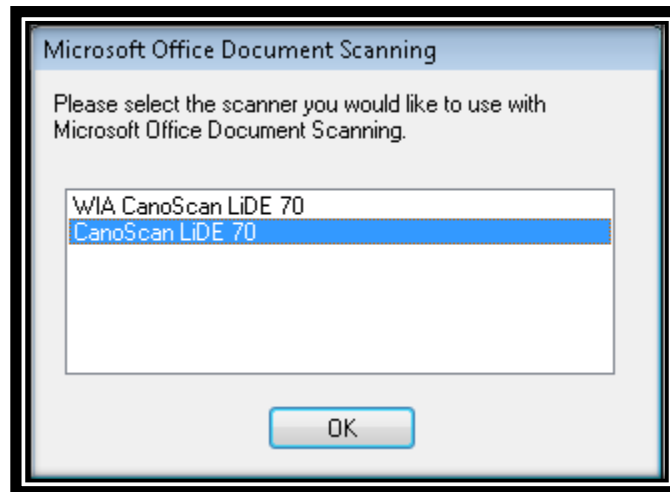 Microsoft Office Document Scanning
Please select the scanner you would like to use with
Microsoft Office Document Scanning.
WIA CanoScan LiDE 70
CanoScan LiDE 70
OK